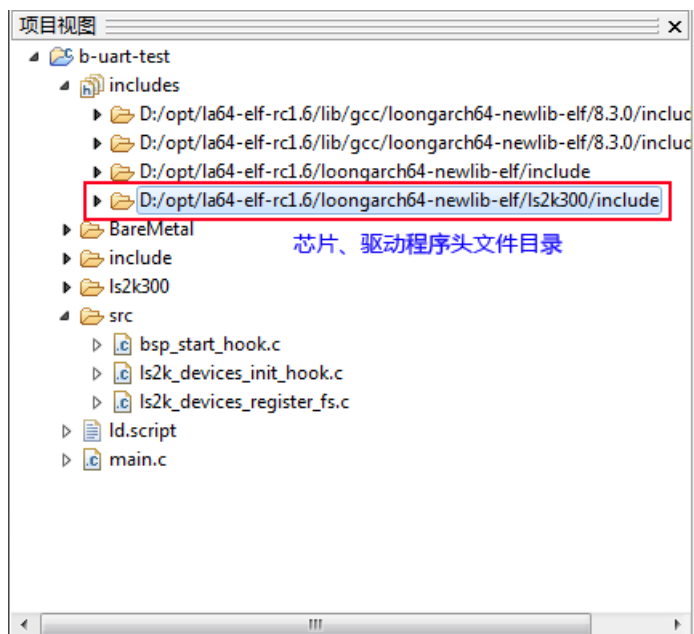 项目视图
b-uart-test
includes
D:/opt/la64-elf-rc1.6/lib/gcc/loongarch64-newlib-elf/8.3.0/includ
D:/opt/la64-elf-rc1.6/lib/gcc/loongarch64-newlib-elf/8.3.0/includ
D:/opt/la64-elf-rc1.6/loongarch64-newlib-elf/include
D:/opt/la64-elf-rc1.6/loongarch64-newlib-elf/ls2k300/include
BareMetal
芯片、驱动程序头文件目录
include
ls2k300
src
bsp_start_hook.c
ls2k_devices_init_hook.c
ls2k_devices_register_fs.c
ld.script
main.c